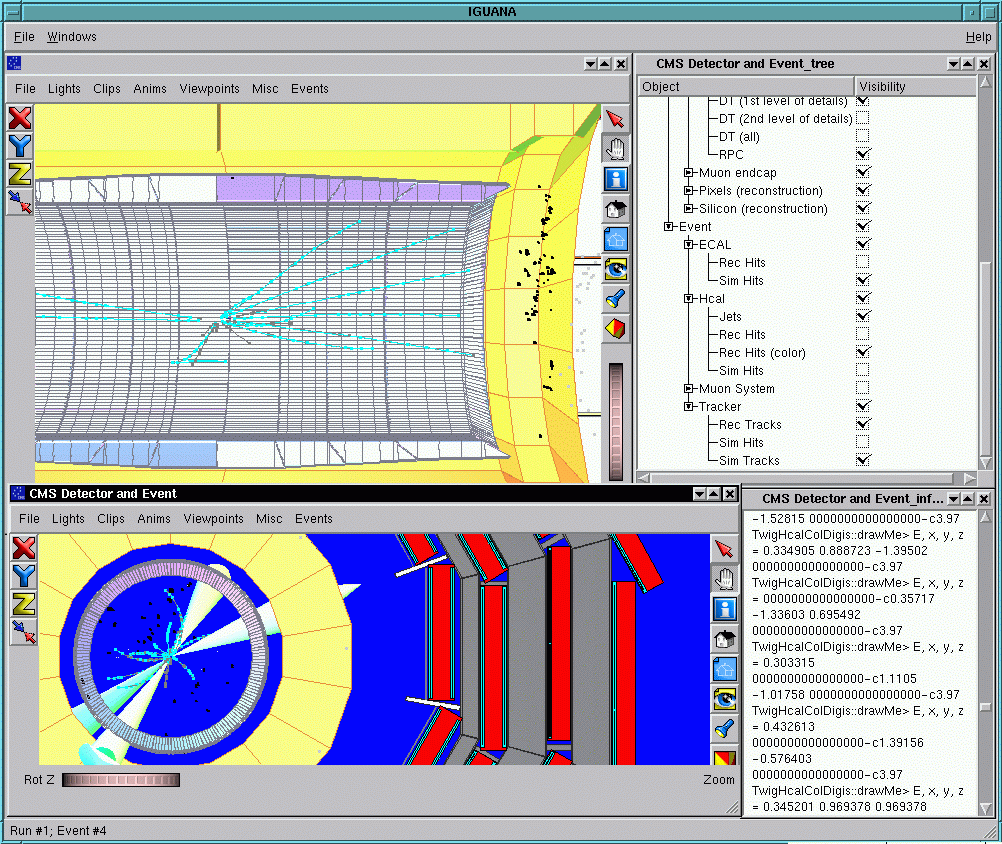 IGUANA
File Windows Help
File Lights Clips Anims Viewpoints Misc Events
X
Y
Z
CMS Detector and Event_tree
Object Visibility
DT (1st level of details)
DT (2nd level of details)
DT (all)
RPC
Muon endcap
Pixels (reconstruction)
Silicon (reconstruction)
Event
ECAL
Rec Hits
Sim Hits
Hcal
Jets
Rec Hits
Rec Hits (color)
Sim Hits
Muon System
Tracker
Rec Tracks
Sim Hits
Sim Tracks
CMS Detector and Event
File Lights Clips Anims Viewpoints Misc Events
X
Y
Z
Rot Z Zoom
CMS Detector and Event_inf...
-1.52815 0000000000000000-c3.97
TwigHcalColDigis::drawMe> E, x, y, z
= 0.334905 0.888723 -1.39502
0000000000000000-c3.97
TwigHcalColDigis::drawMe> E, x, y, z
= 0000000000000000-c0.35717
-1.33603 0.695492
0000000000000000-c3.97
TwigHcalColDigis::drawMe> E, x, y, z
= 0.303315
0000000000000000-c1.1105
-1.01758 0000000000000000-c3.97
TwigHcalColDigis::drawMe> E, x, y, z
= 0.432613
0000000000000000-c1.39156
-0.576403
0000000000000000-c3.97
TwigHcalColDigis::drawMe> E, x, y, z
= 0.345201 0.969378 0.969378
Run #1; Event #4